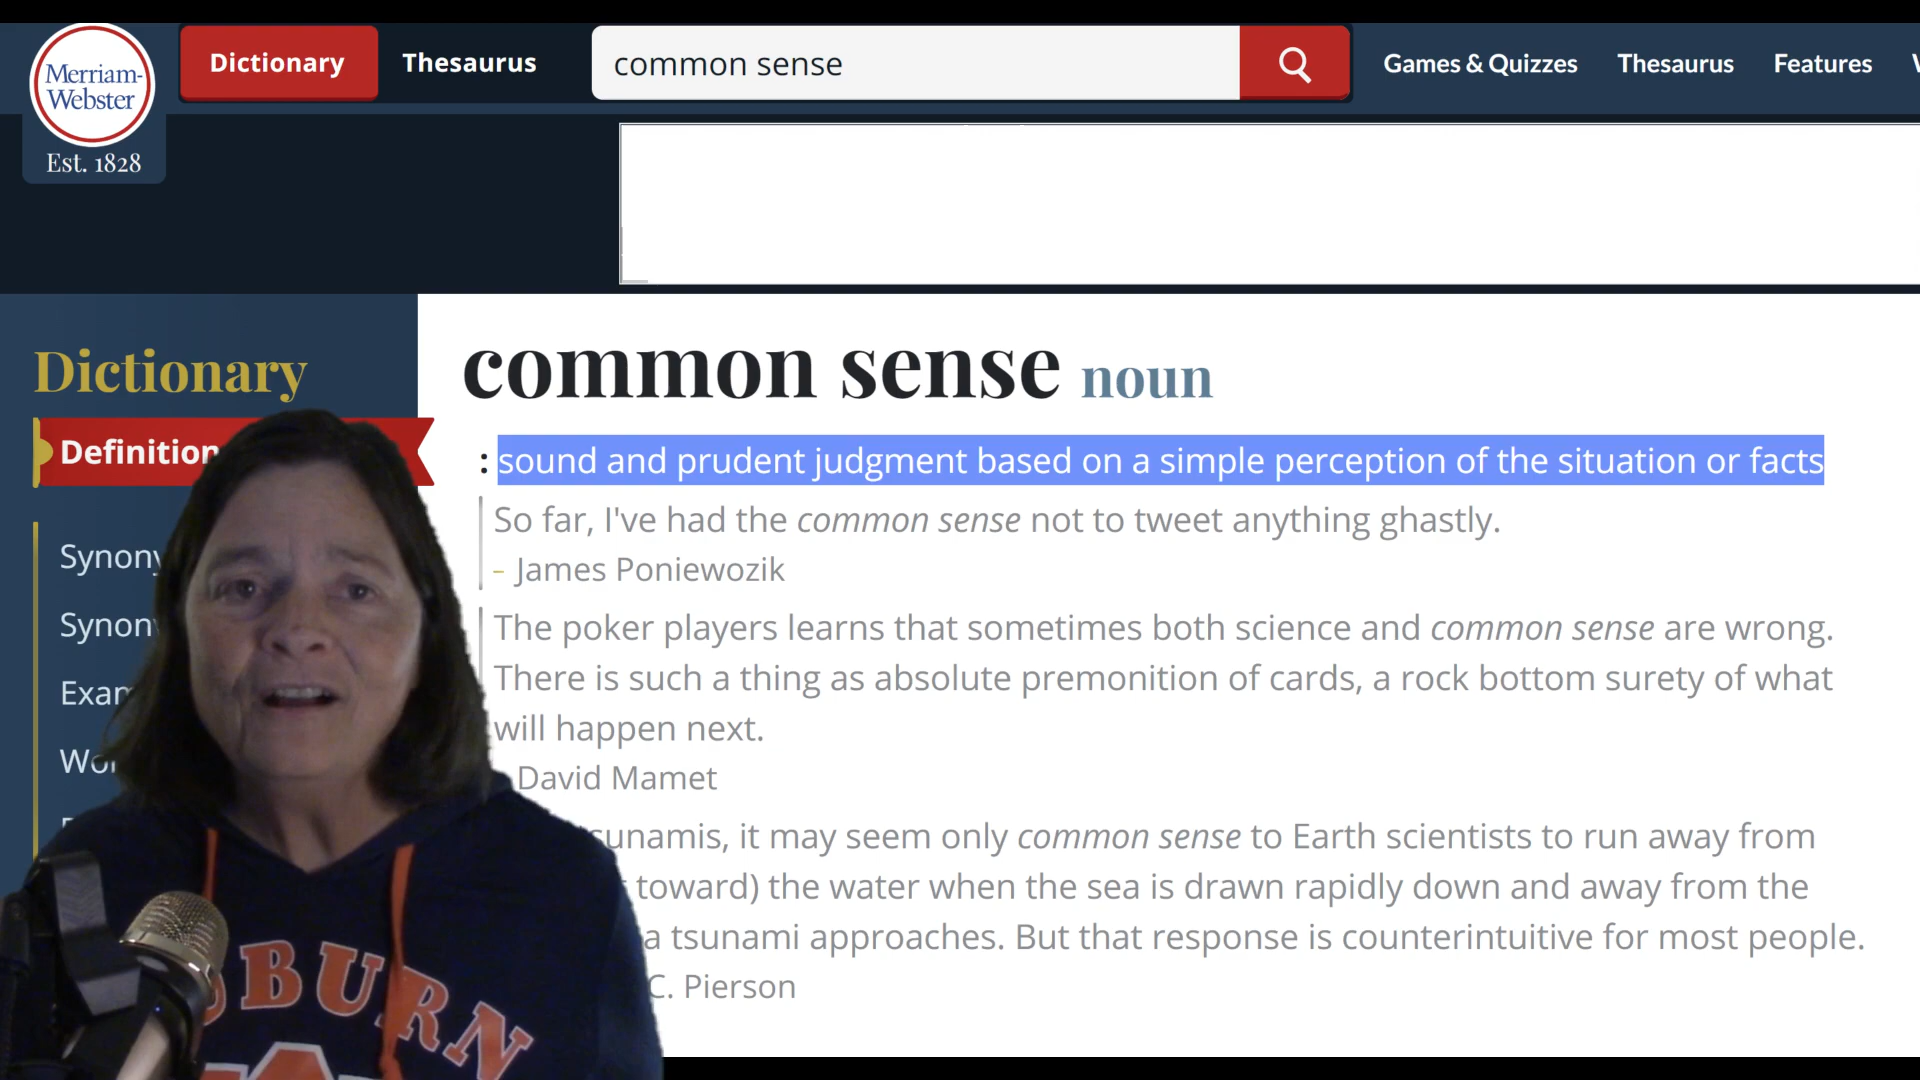 Merriam-
Webster
Est. 1828
Dictionary
Thesaurus
common sense
Games & Quizzes
Thesaurus
Features
Dictionary
Definition
common sense noun
: sound and prudent judgment based on a simple perception of the situation or facts
So far, I've had the common sense not to tweet anything ghastly.
– James Poniewozik
The poker players learns that sometimes both science and common sense are wrong.
There is such a thing as absolute premonition of cards, a rock bottom surety of what
will happen next.
David Mamet
it may seem only common sense to Earth scientists to run away from
toward) the water when the sea is drawn rapidly down and away from the
a tsunami approaches. But that response is counterintuitive for most people.
C. Pierson
BURN